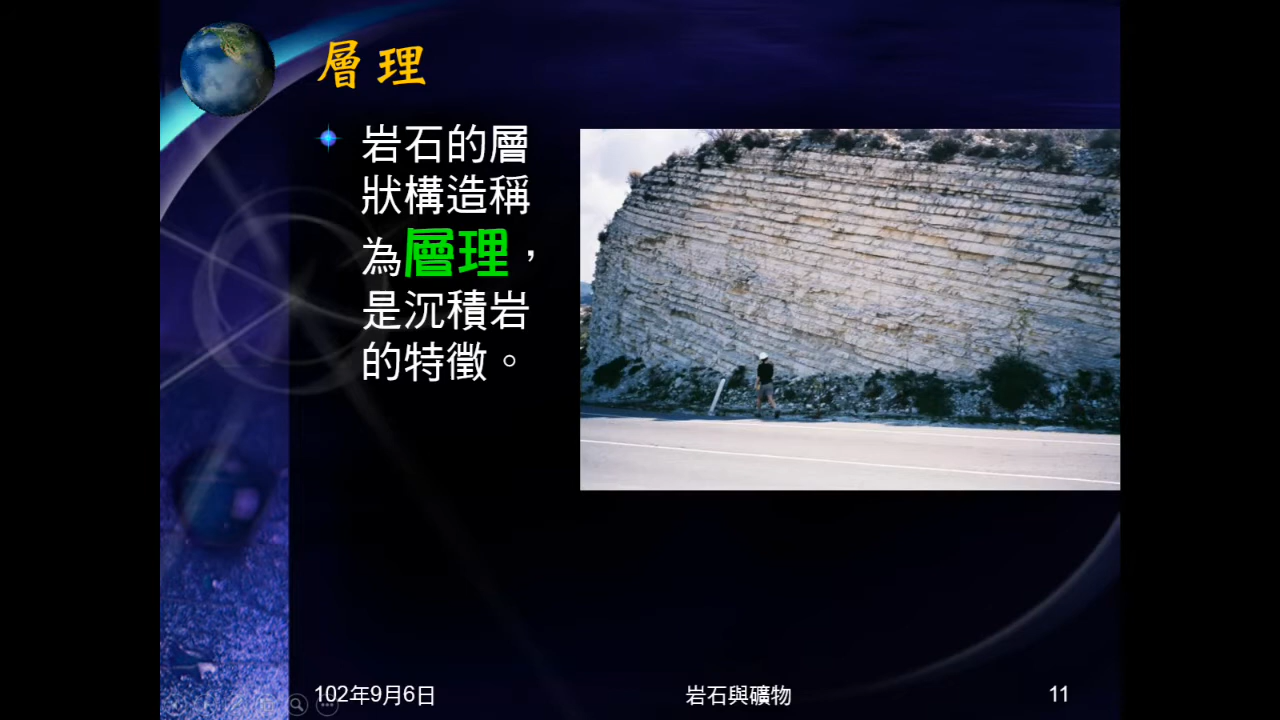 層理
岩石的層
狀構造稱
為層理，
是沉積岩
的特徵。
102年9月6日
岩石與礦物
11